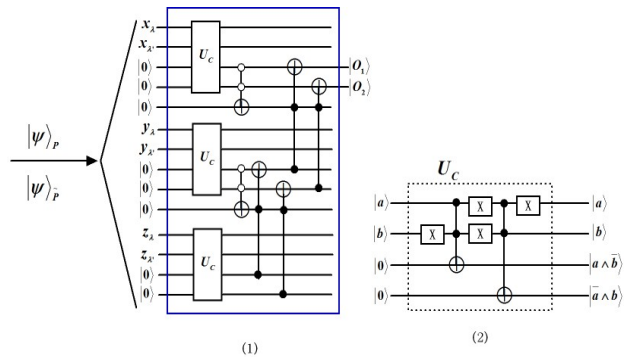 x_λ
x_λ'
|0⟩
|0⟩
|0⟩
y_λ
y_λ'
|0⟩
|0⟩
|0⟩
z_λ
z_λ'
|0⟩
|0⟩
U_C
U_C
U_C
|O_1⟩
|O_2⟩
|ψ⟩_P
|ψ⟩_P̄
(1)
U_C
|a⟩ X X |a⟩
|b⟩ X X |b⟩
|0⟩ |a ∧ b̄⟩
|0⟩ |ā ∧ b⟩
(2)